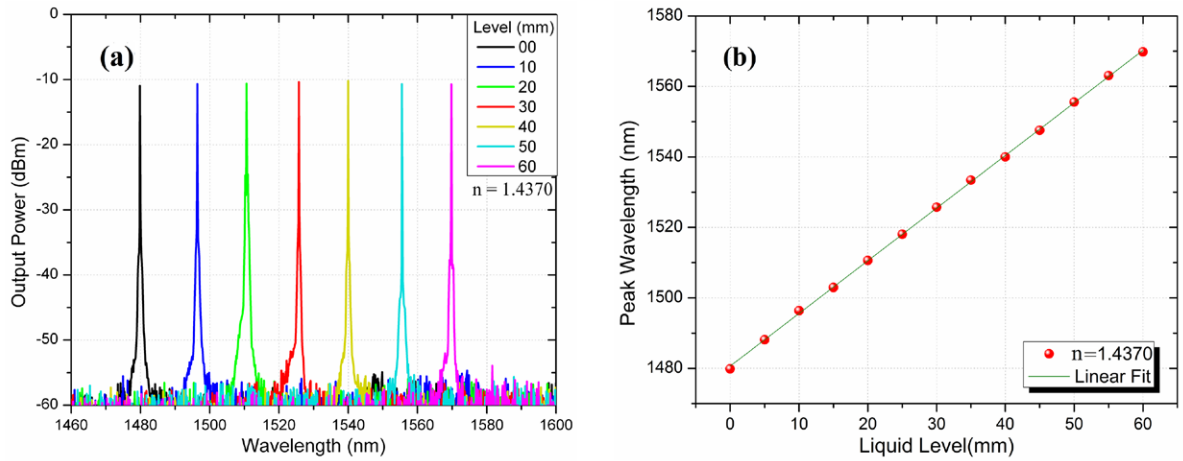 (a)
Output Power (dBm)
0
-10
-20
-30
-40
-50
-60
1460 1480 1500 1520 1540 1560 1580 1600
Wavelength (nm)
Level (mm)
00
10
20
30
40
50
60
n = 1.4370
(b)
Peak Wavelength (nm)
1580
1560
1540
1520
1500
1480
0 10 20 30 40 50 60
Liquid Level(mm)
n=1.4370
Linear Fit